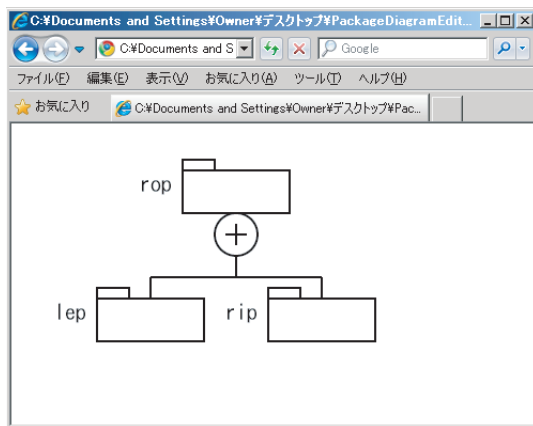 C:¥Documents and Settings¥Owner¥デスクトップ¥PackageDiagramEdit...
C:¥Documents and S
Google
ファイル(F) 編集(E) 表示(V) お気に入り(A) ツール(T) ヘルプ(H)
お気に入り
C:¥Documents and Settings¥Owner¥デスクトップ¥Pac...
rop
lep
rip